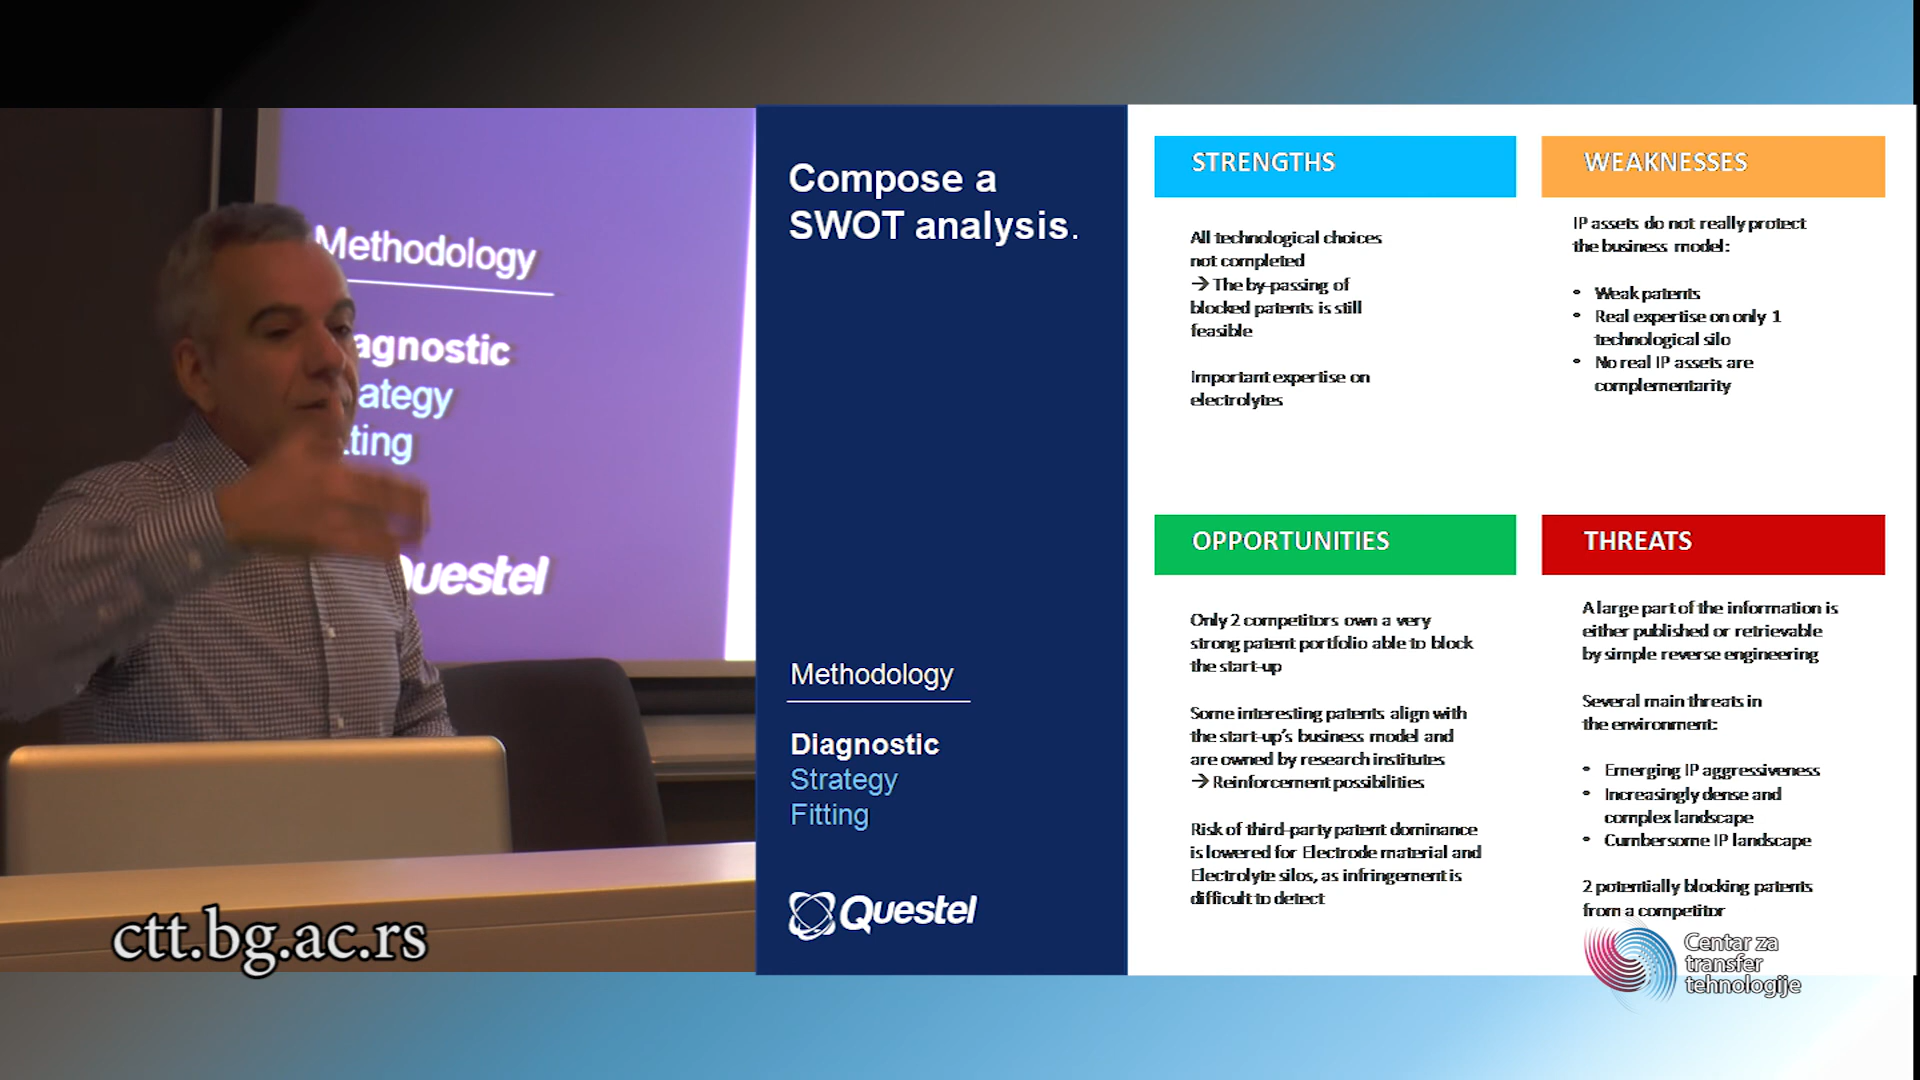 Methodology
agnostic
ategy
ting
Questel
ctt.bg.ac.rs
Compose a
SWOT analysis.
Methodology
Diagnostic
Strategy
Fitting
Questel
STRENGTHS
All technological choices
not completed
→ The by-passing of
blocked patents is still
feasible
Important expertise on
electrolytes
WEAKNESSES
IP assets do not really protect
the business model:
• Weak patents
• Real expertise on only 1
technological silo
• No real IP assets are
complementarity
OPPORTUNITIES
Only 2 competitors own a very
strong patent portfolio able to block
the start-up
Some interesting patents align with
the start-up's business model and
are owned by research institutes
→ Reinforcement possibilities
Risk of third-party patent dominance
is lowered for Electrode material and
Electrolyte silos, as infringement is
difficult to detect
THREATS
A large part of the information is
either published or retrievable
by simple reverse engineering
Several main threats in
the environment:
• Emerging IP aggressiveness
• Increasingly dense and
complex landscape
• Cumbersome IP landscape
2 potentially blocking patents
from a competitor
Centar za
transfer
tehnologije